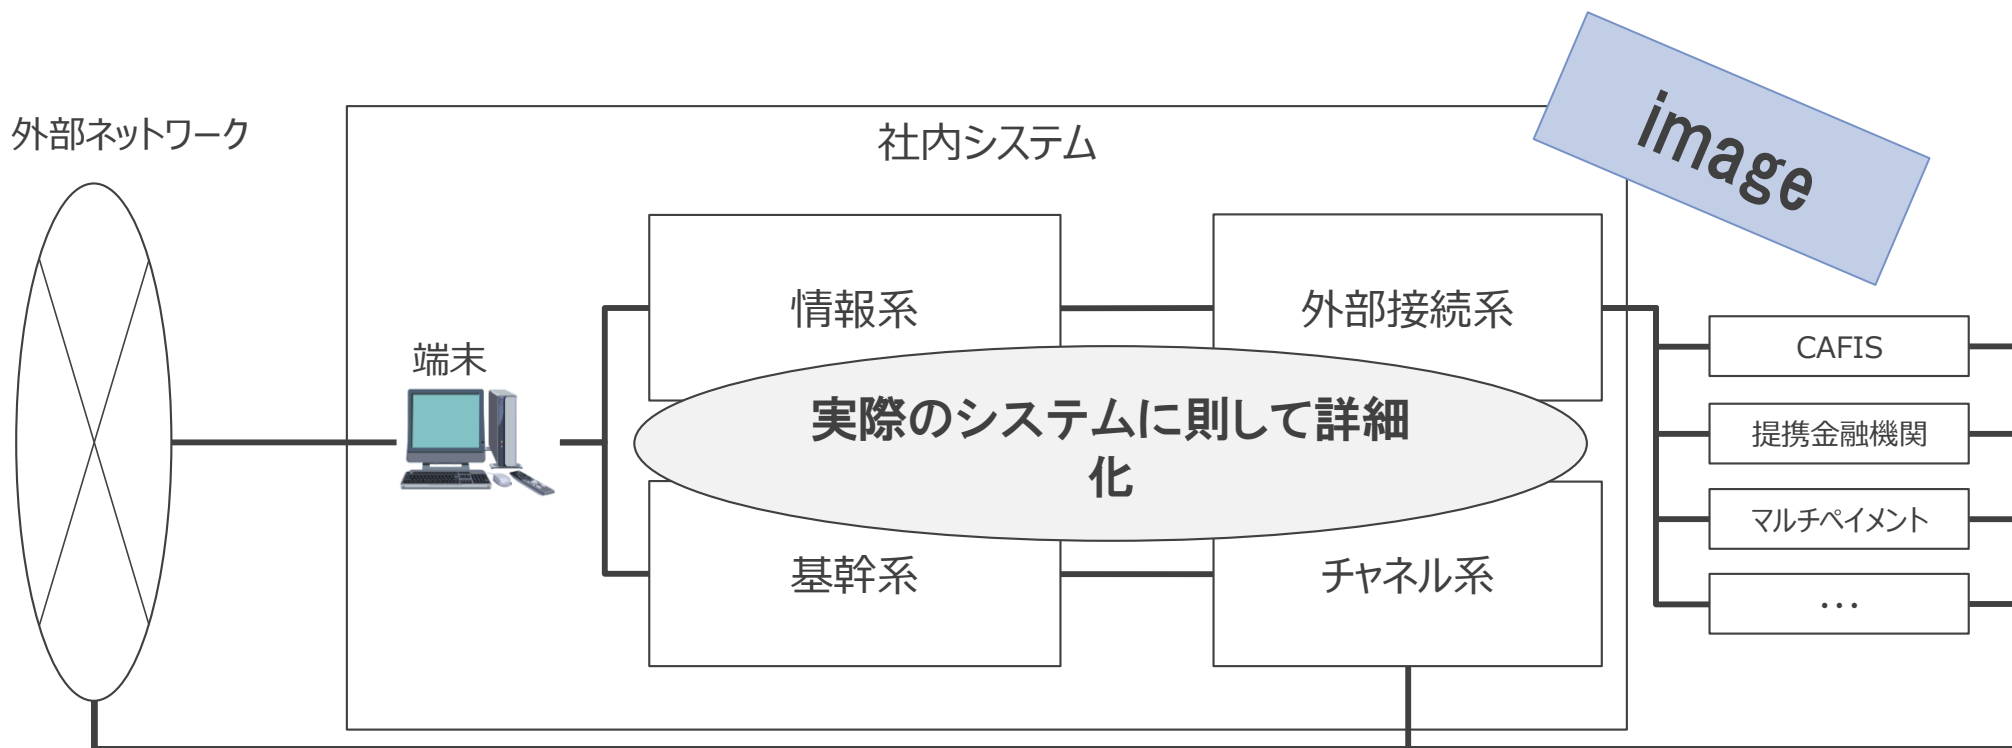 image
外部ネットワーク
社内システム
情報系
外部接続系
端末
CAFIS
実際のシステムに則して詳細
化
提携金融機関
マルチペイメント
基幹系
チャネル系
・・・